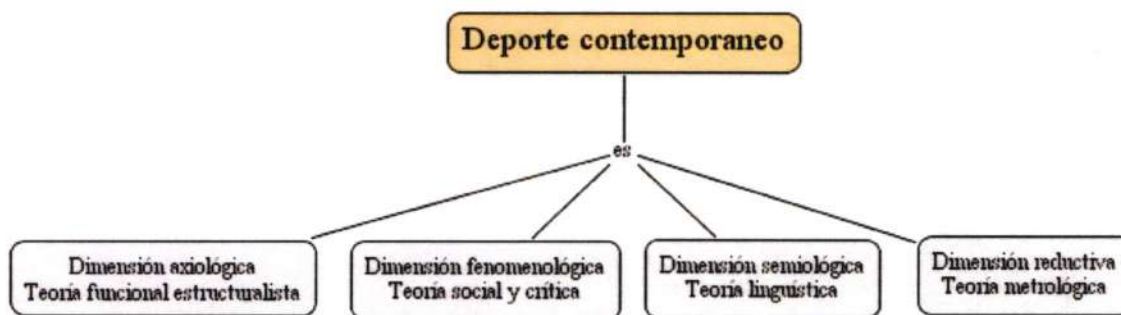 Deporte contemporaneo
es
Dimensión axiológica
Teoría funcional estructuralista
Dimensión fenomenológica
Teoría social y crítica
Dimensión semiológica
Teoría linguística
Dimensión reductiva
Teoría metrológica